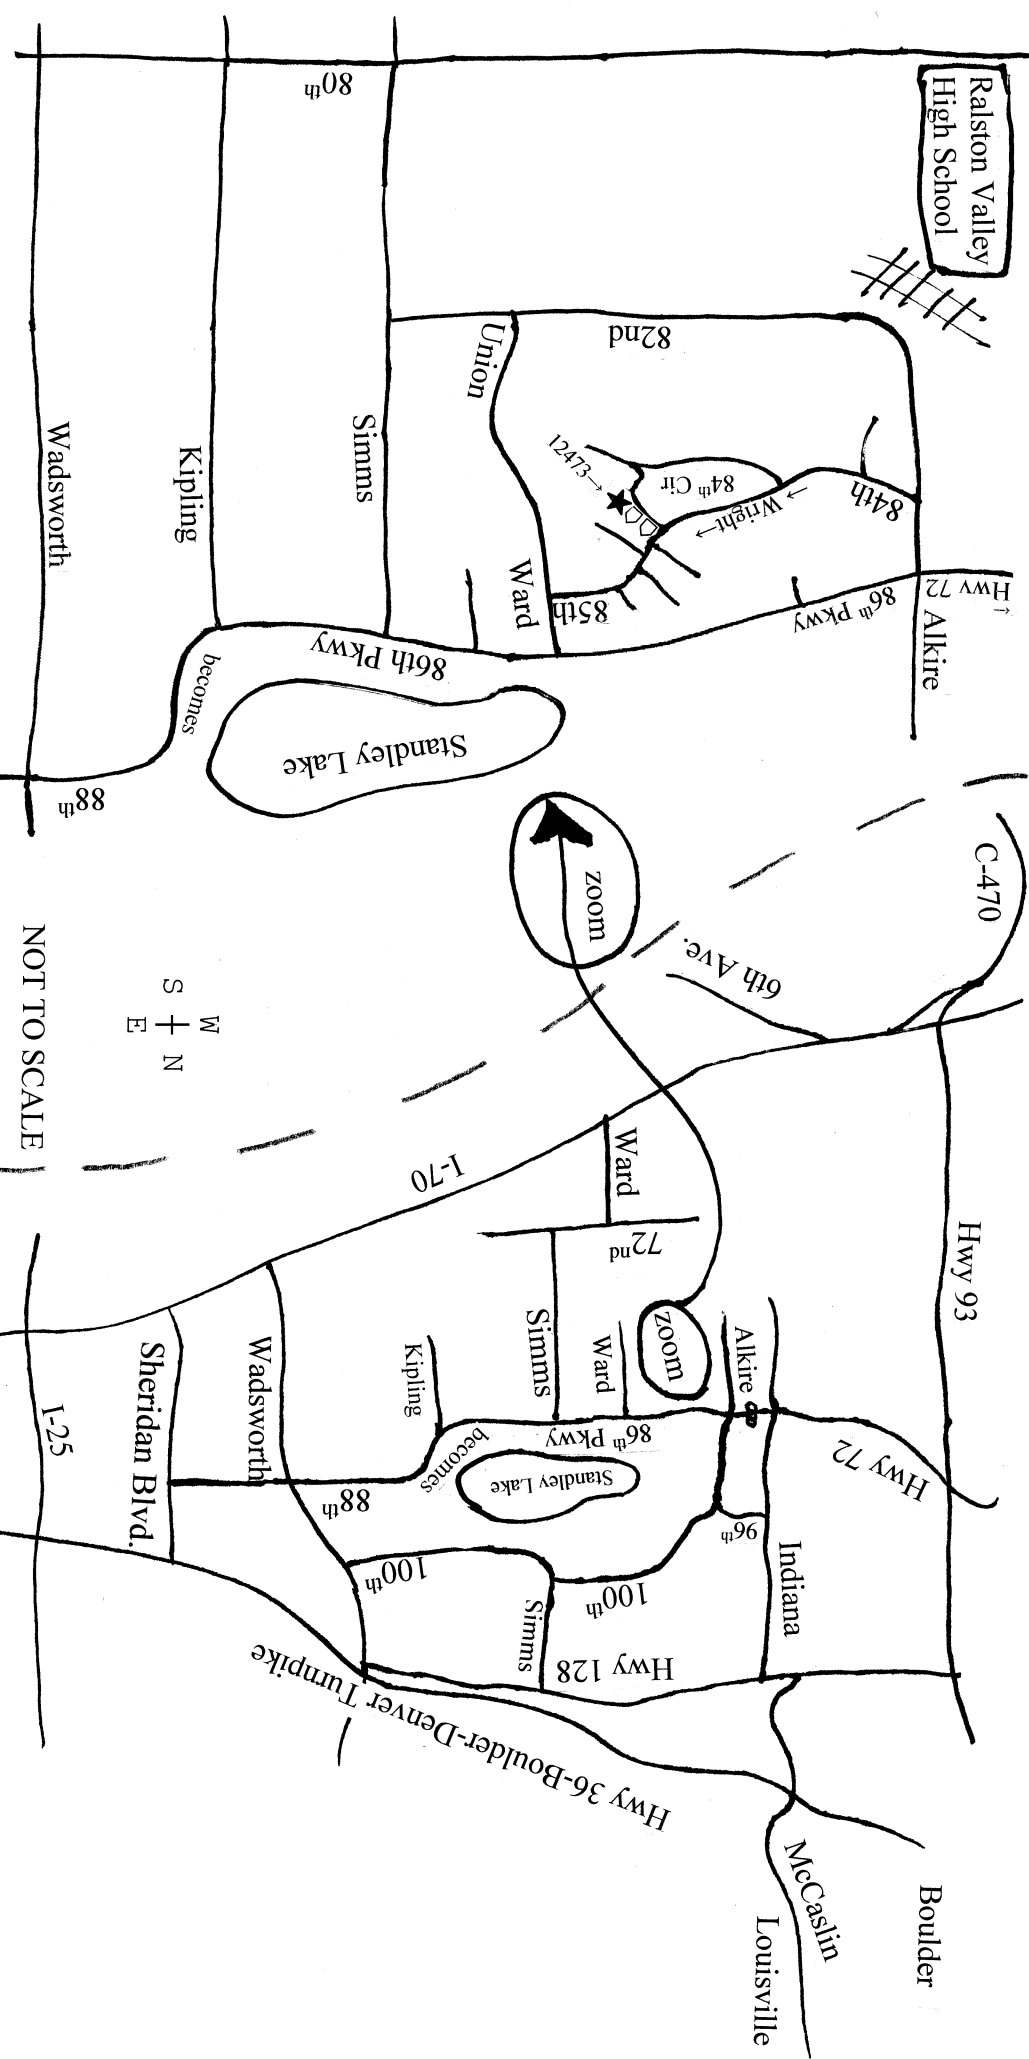 Ralston Valley
High School
80th
82nd
Union
Simms
Kipling
Wadsworth
12473→
84th Cir
←Wright→
84th
Ward
85th
86th Pkwy
Hwy 72
→
Alkire
86th Pkwy
becomes
88th
Standley Lake
zoom
C-470
6th Ave.
NOT TO SCALE
W
S
N
E
I-70
Ward
72nd
Hwy 93
Simms
Ward
zoom
Alkire
Kipling
Wadsworth
Sheridan Blvd.
I-25
86th Pkwy
becomes
88th
Standley Lake
Hwy 72
96th
100th
100th
Indiana
Simms
Hwy 128
Hwy 36-Boulder-Denver Turnpike
McCaslin
Boulder
Louisville